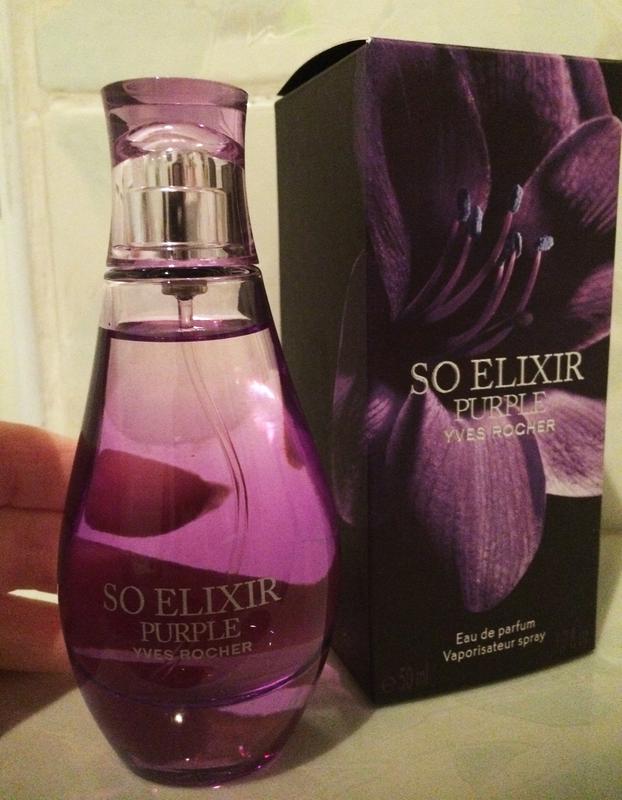 SO ELIXIR
PURPLE
YVES ROCHER
SO ELIXIR
PURPLE
YVES ROCHER
Eau de parfum
Vaporisateur spray
℮ 50 ml